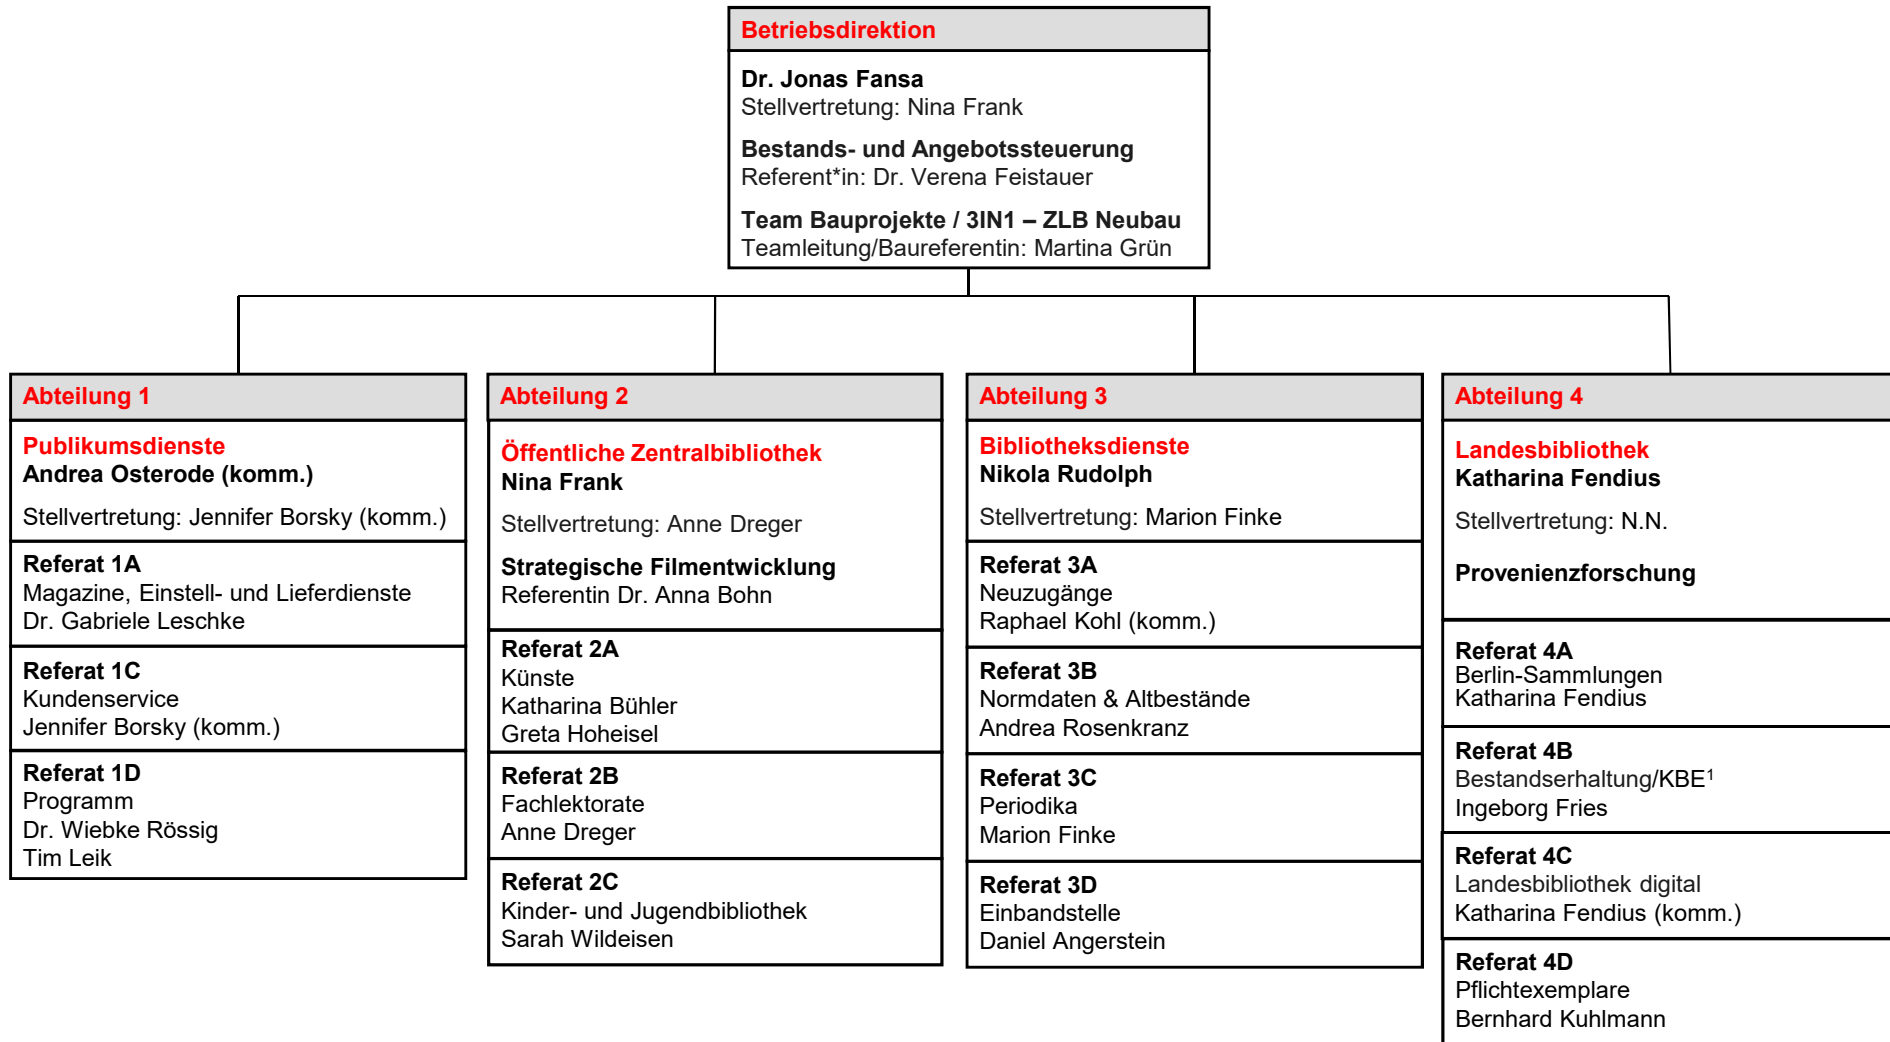 Betriebsdirektion
Dr. Jonas Fansa
Stellvertretung: Nina Frank
Bestands- und Angebotssteuerung
Referent*in: Dr. Verena Feistauer
Team Bauprojekte / 3IN1 – ZLB Neubau
Teamleitung/Baureferentin: Martina Grün
Abteilung 1
Publikumsdienste
Andrea Osterode (komm.)
Stellvertretung: Jennifer Borsky (komm.)
Referat 1A
Magazine, Einstell- und Lieferdienste
Dr. Gabriele Leschke
Referat 1C
Kundenservice
Jennifer Borsky (komm.)
Referat 1D
Programm
Dr. Wiebke Rössig
Tim Leik
Abteilung 2
Öffentliche Zentralbibliothek
Nina Frank
Stellvertretung: Anne Dreger
Strategische Filmentwicklung
Referentin Dr. Anna Bohn
Referat 2A
Künste
Katharina Bühler
Greta Hoheisel
Referat 2B
Fachlektorate
Anne Dreger
Referat 2C
Kinder- und Jugendbibliothek
Sarah Wildeisen
Abteilung 3
Bibliotheksdienste
Nikola Rudolph
Stellvertretung: Marion Finke
Referat 3A
Neuzugänge
Raphael Kohl (komm.)
Referat 3B
Normdaten & Altbestände
Andrea Rosenkranz
Referat 3C
Periodika
Marion Finke
Referat 3D
Einbandstelle
Daniel Angerstein
Abteilung 4
Landesbibliothek
Katharina Fendius
Stellvertretung: N.N.
Provenienzforschung
Referat 4A
Berlin-Sammlungen
Katharina Fendius
Referat 4B
Bestandserhaltung/KBE¹
Ingeborg Fries
Referat 4C
Landesbibliothek digital
Katharina Fendius (komm.)
Referat 4D
Pflichtexemplare
Bernhard Kuhlmann